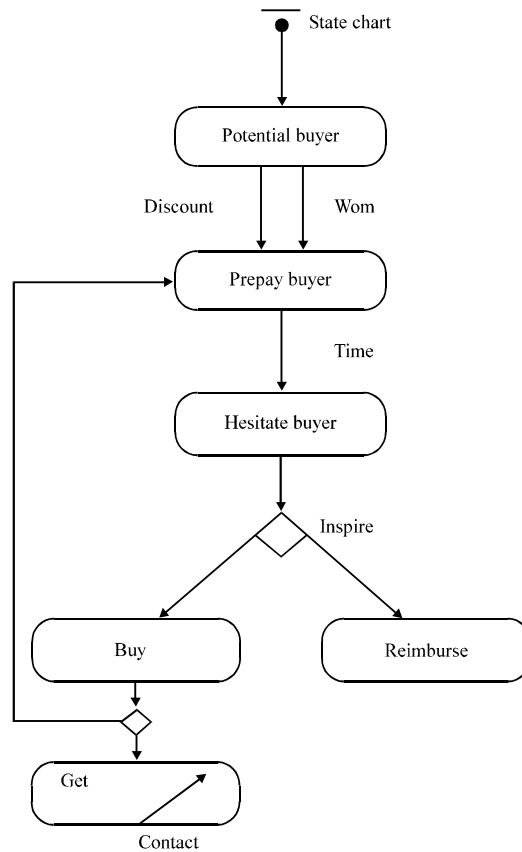 State chart
Potential buyer
Discount
Wom
Prepay buyer
Time
Hesitate buyer
Inspire
Buy
Reimburse
Get
Contact